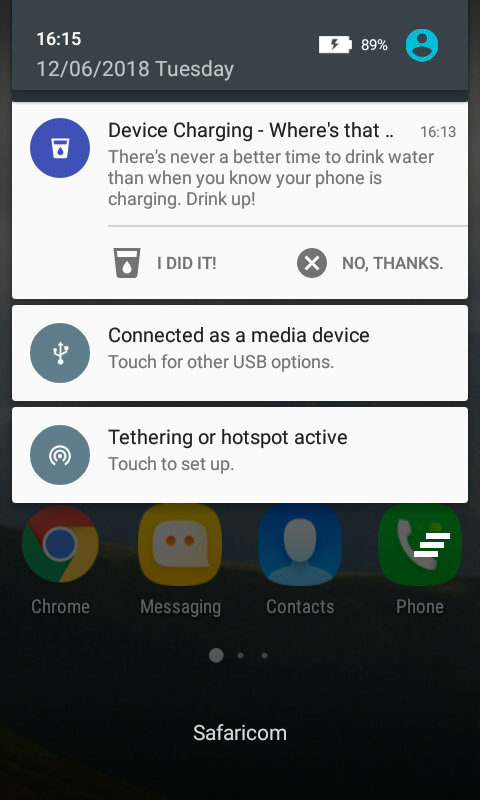 16:15
89%
12/06/2018 Tuesday
Device Charging - Where's that ..
16:13
There's never a better time to drink water
than when you know your phone is
charging. Drink up!
I DID IT!
NO, THANKS.
Connected as a media device
Touch for other USB options.
Tethering or hotspot active
Touch to set up.
Chrome
Messaging
Contacts
Phone
Safaricom